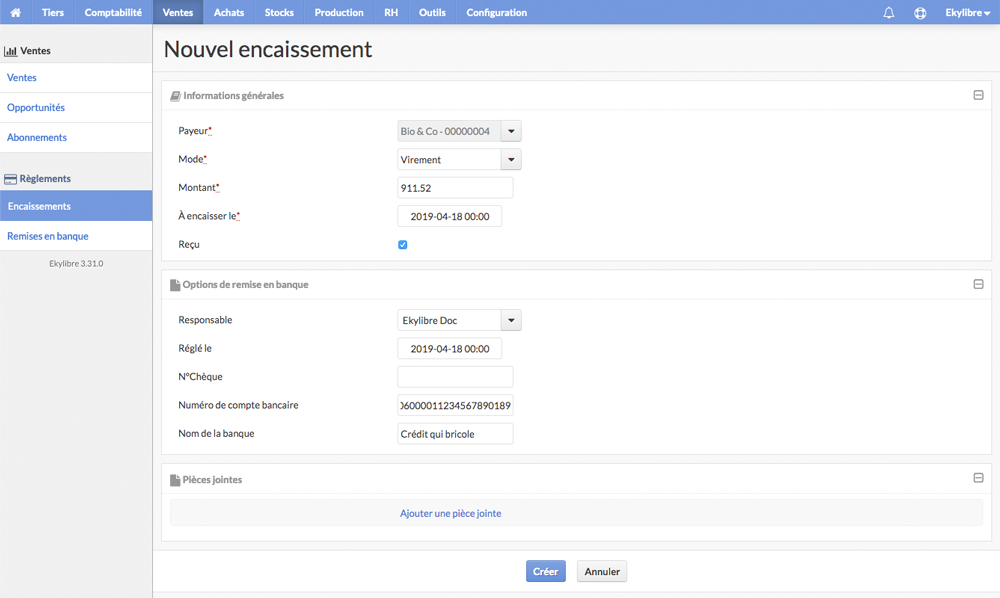 Tiers Comptabilité Ventes Achats Stocks Production RH Outils Configuration Ekylibre
Ventes
Ventes
Opportunités
Abonnements
Règlements
Encaissements
Remises en banque
Ekylibre 3.31.0
Nouvel encaissement
Informations générales
Payeur* Bio & Co - 00000004
Mode* Virement
Montant* 911.52
À encaisser le* 2019-04-18 00:00
Reçu
Options de remise en banque
Responsable Ekylibre Doc
Réglé le 2019-04-18 00:00
N°Chèque
Numéro de compte bancaire 06000011234567890189
Nom de la banque Crédit qui bricole
Pièces jointes
Ajouter une pièce jointe
Créer Annuler